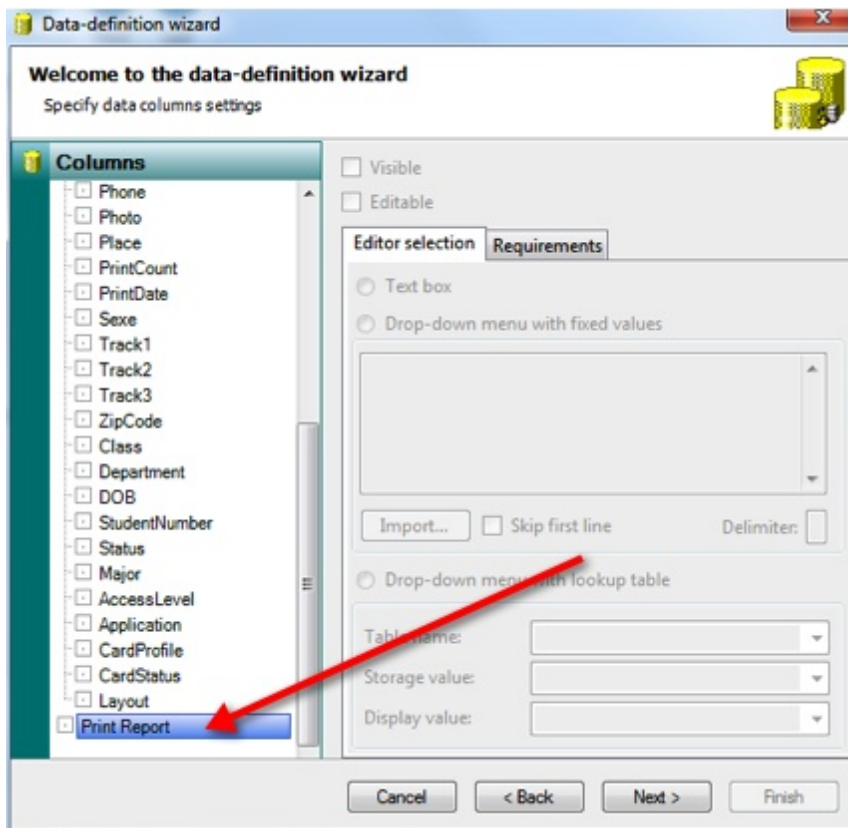 Data-definition wizard
Welcome to the data-definition wizard
Specify data columns settings
Columns
Phone
Photo
Place
PrintCount
PrintDate
Sexe
Track1
Track2
Track3
ZipCode
Class
Department
DOB
StudentNumber
Status
Major
AccessLevel
Application
CardProfile
CardStatus
Layout
Print Report
Visible
Editable
Editor selection
Requirements
Text box
Drop-down menu with fixed values
Import...
Skip first line
Delimiter:
Drop-down menu with lookup table
Table name:
Storage value:
Display value:
Cancel
< Back
Next >
Finish